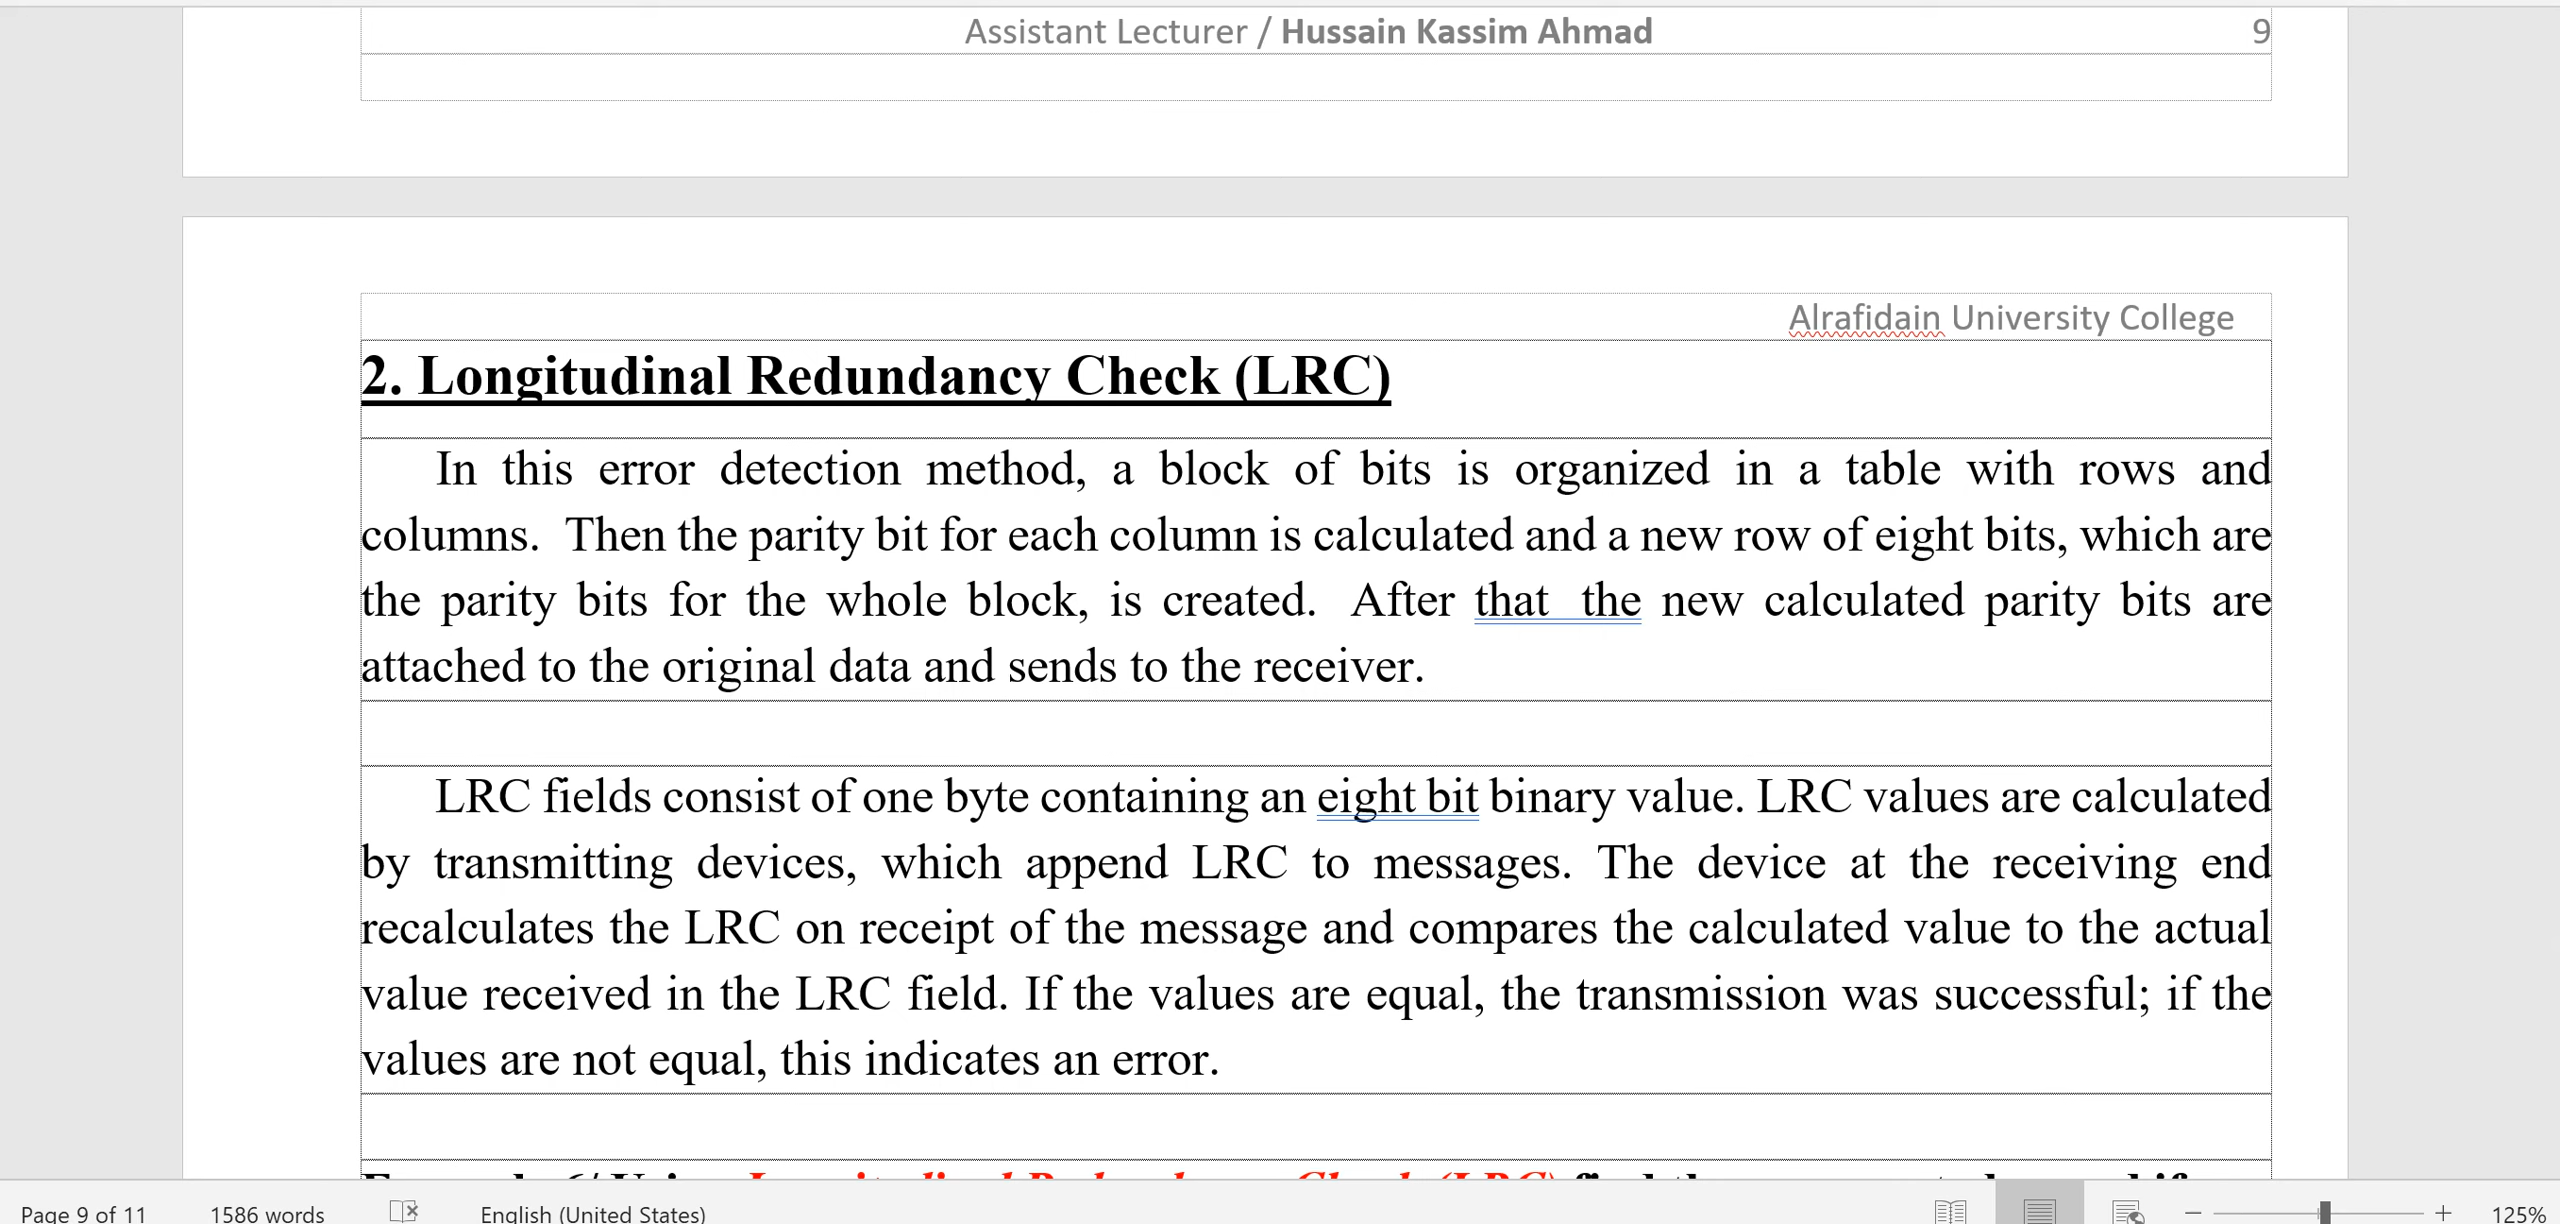 Assistant Lecturer / Hussain Kassim Ahmad 9
Alrafidain University College
2. Longitudinal Redundancy Check (LRC)
In this error detection method, a block of bits is organized in a table with rows and
columns.  Then the parity bit for each column is calculated and a new row of eight bits, which are
the parity bits for the whole block, is created.  After that  the new calculated parity bits are
attached to the original data and sends to the receiver.
LRC fields consist of one byte containing an eight bit binary value. LRC values are calculated
by transmitting devices, which append LRC to messages. The device at the receiving end
recalculates the LRC on receipt of the message and compares the calculated value to the actual
value received in the LRC field. If the values are equal, the transmission was successful; if the
values are not equal, this indicates an error.
Longitudinal Redundancy Check (LRC)
Page 9 of 11 1586 words English (United States) 125%